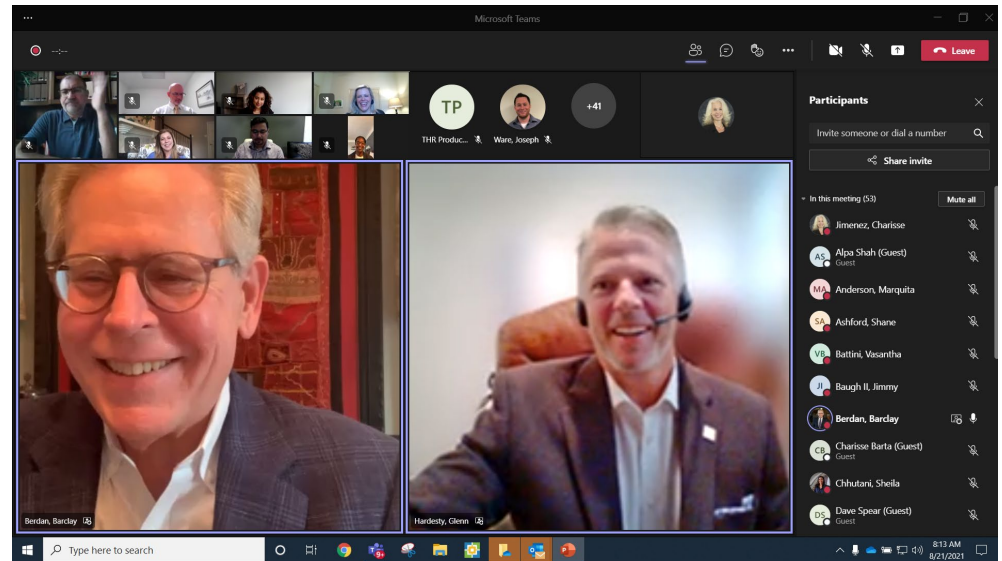 Microsoft Teams
--:--
Leave
TP
+41
THR Produc...
Ware, Joseph
Berdan, Barclay
Hardesty, Glenn
Participants
Invite someone or dial a number
Share invite
In this meeting (53)
Mute all
Jimenez, Charisse
AS
Alpa Shah (Guest)
Guest
MA
Anderson, Marquita
SA
Ashford, Shane
VB
Battini, Vasantha
JI
Baugh II, Jimmy
Berdan, Barclay
CB
Charisse Barta (Guest)
Guest
Chhutani, Sheila
DS
Dave Spear (Guest)
Guest
Type here to search
9+
8:13 AM
8/21/2021